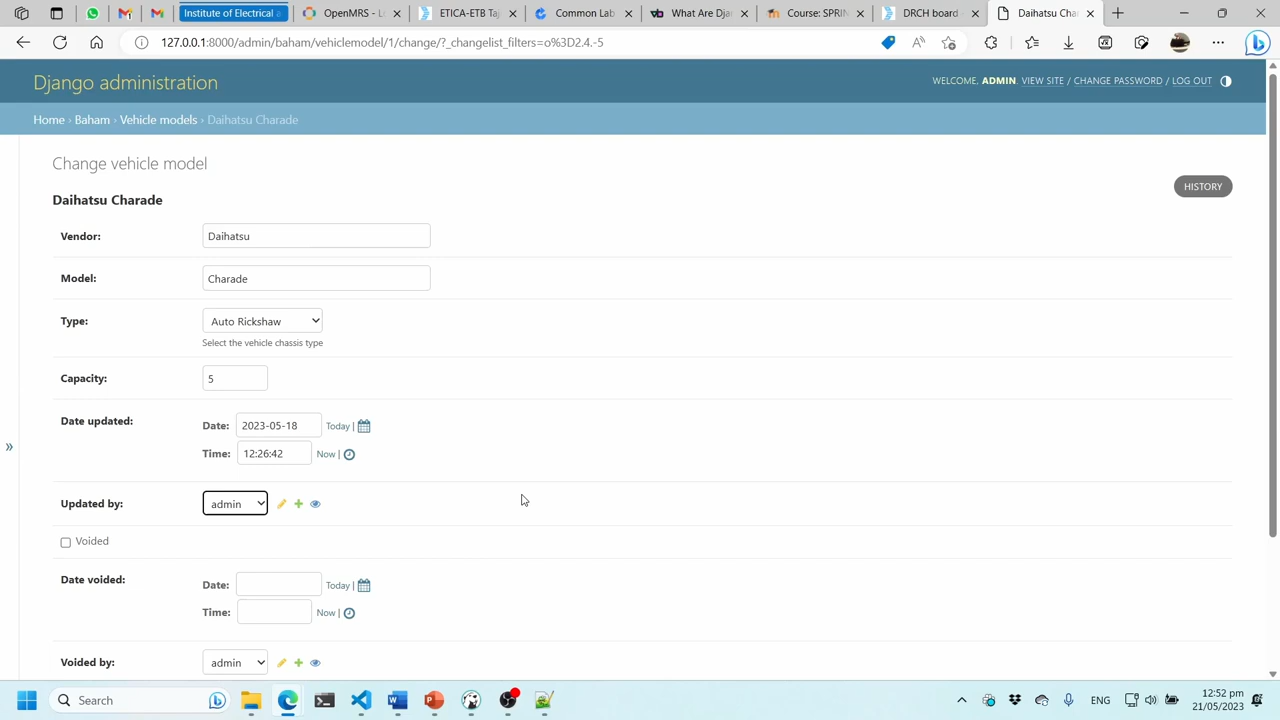 Institute of Electrical a
OpenMRS - Lo
ETICA-ETB Taj
Common Lab
What Are Djan
Course: SPRIN
Dashboard
Daihatsu Cha
127.0.0.1:8000/admin/baham/vehiclemodel/1/change/?_changelist_filters=o%3D2.4.-5
Django administration
WELCOME, ADMIN. VIEW SITE / CHANGE PASSWORD / LOG OUT
Home › Baham › Vehicle models › Daihatsu Charade
Change vehicle model
HISTORY
Daihatsu Charade
Vendor: Daihatsu
Model: Charade
Type: Auto Rickshaw
Select the vehicle chassis type
Capacity: 5
Date updated: Date: 2023-05-18 Today |
Time: 12:26:42 Now |
»
Updated by: admin
Voided
Date voided: Date: Today |
Time: Now |
Voided by: admin
Search
ENG
12:52 pm
21/05/2023